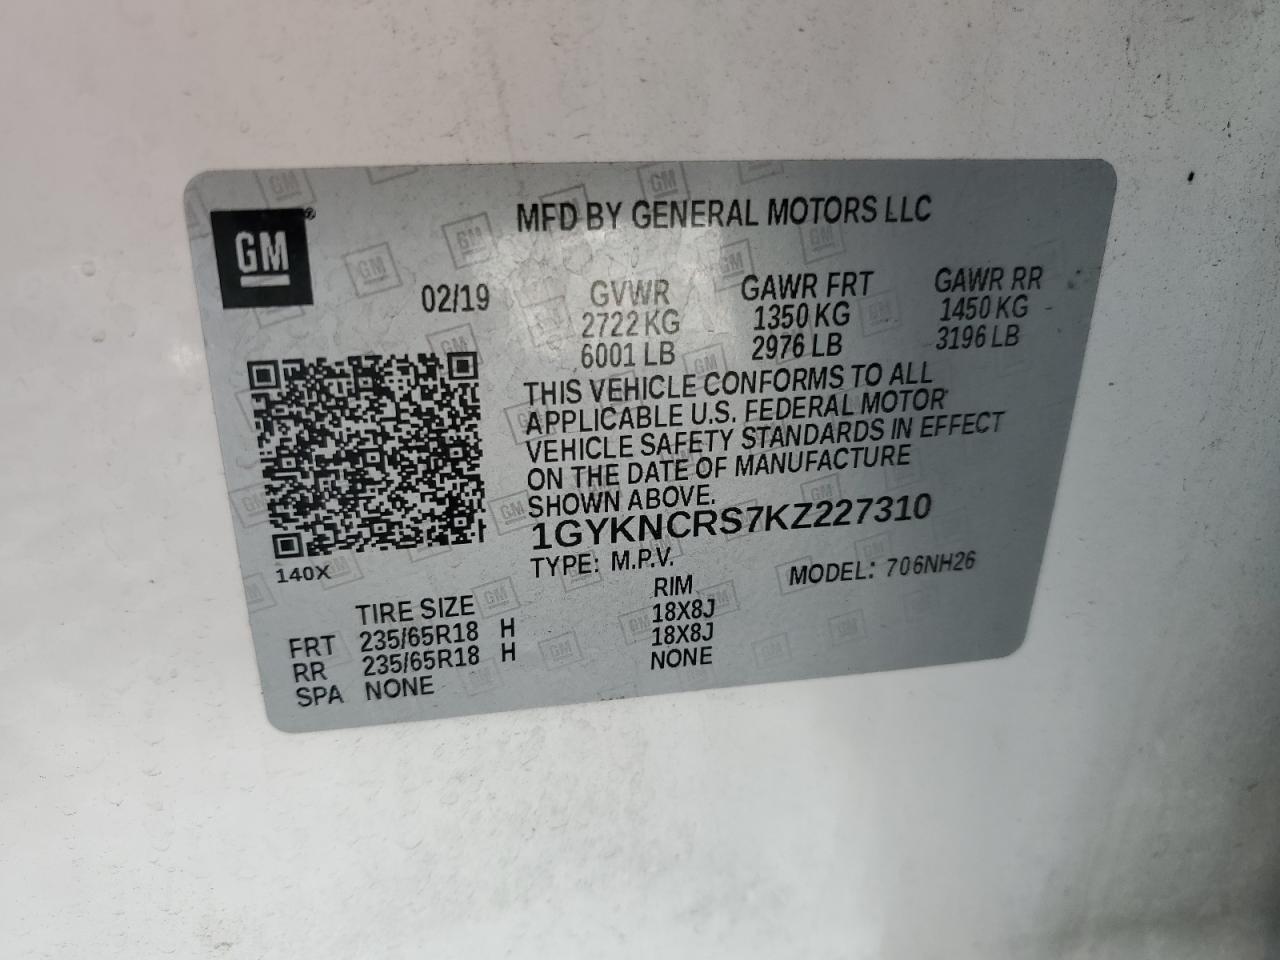 GM
MFD BY GENERAL MOTORS LLC
02/19
GVWR GAWR FRT GAWR RR
2722 KG 1350 KG 1450 KG
6001 LB 2976 LB 3196 LB
THIS VEHICLE CONFORMS TO ALL
APPLICABLE U.S. FEDERAL MOTOR
VEHICLE SAFETY STANDARDS IN EFFECT
ON THE DATE OF MANUFACTURE
SHOWN ABOVE.
1GYKNCRS7KZ227310
TYPE: M.P.V. MODEL: 706NH26
140X
TIRE SIZE RIM
FRT 235/65R18 H 18X8J
RR 235/65R18 H 18X8J
SPA NONE NONE